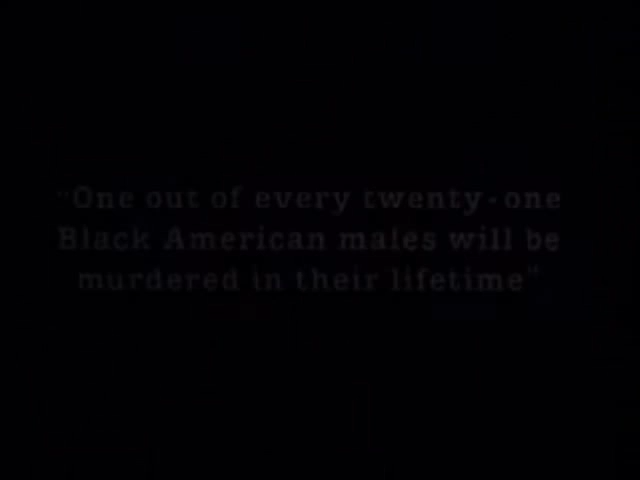 "One out of every twenty-one
Black American males will be
murdered in their lifetime"